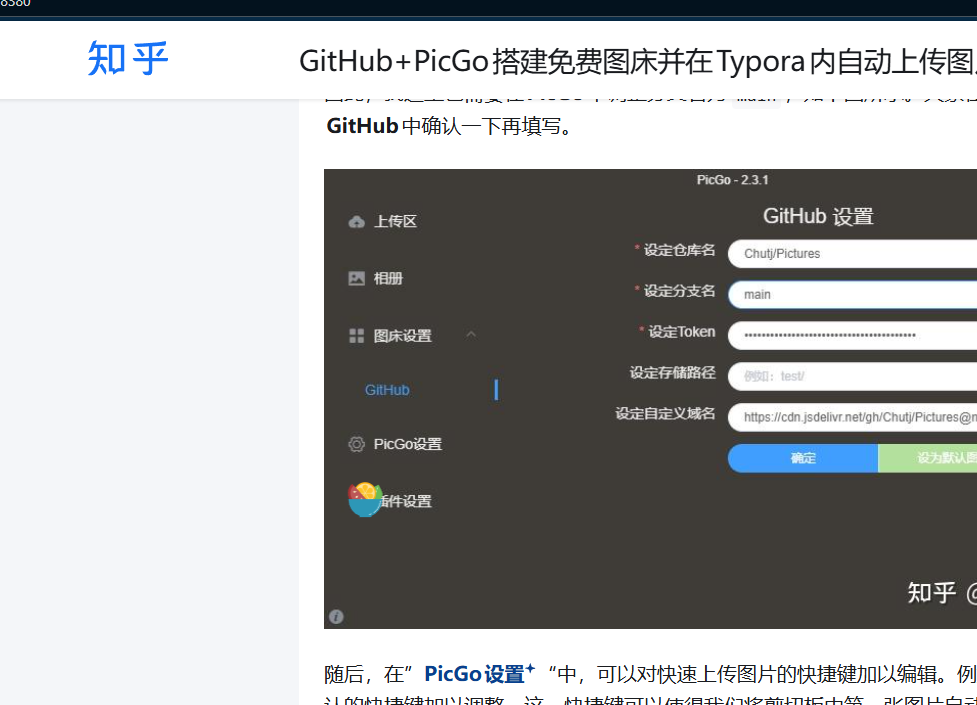 8380
知乎
GitHub+PicGo搭建免费图床并在Typora内自动上传图
GitHub中确认一下再填写。
PicGo - 2.3.1
GitHub 设置
上传区
* 设定仓库名 Chutj/Pictures
相册
* 设定分支名 main
图床设置
* 设定Token ••••••••••••••••••••••••••••••••••••••••
设定存储路径 例如：test/
GitHub
设定自定义域名 https://cdn.jsdelivr.net/gh/Chutj/Pictures@
PicGo设置
确定 设为默认图
件设置
知乎 @
随后，在” PicGo设置 “中，可以对快速上传图片的快捷键加以编辑。例